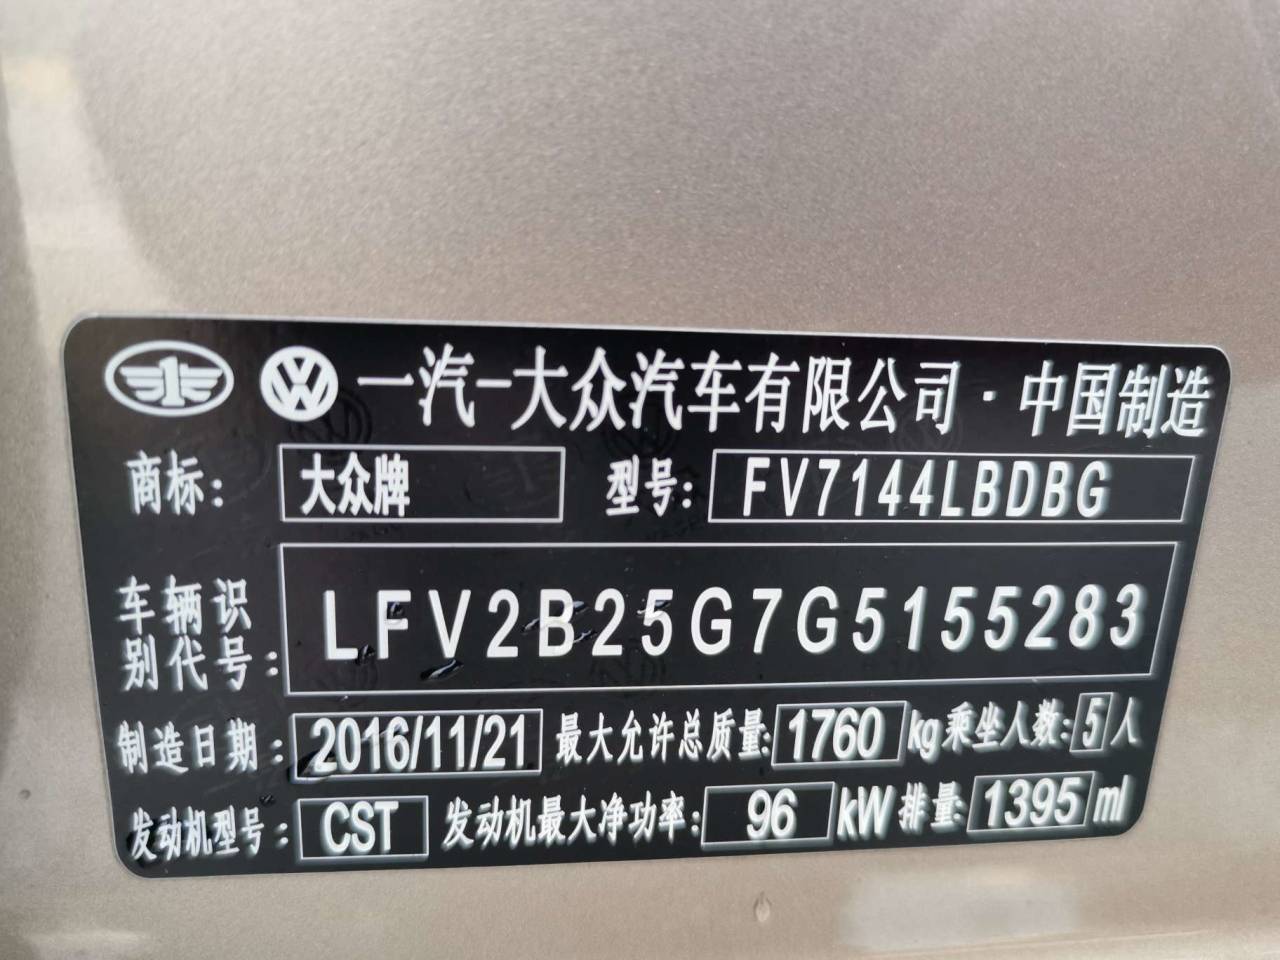 一汽-大众汽车有限公司·中国制造
商标: 大众牌 型号: FV7144LBDBG
车辆识别代号: LFV2B25G7G5155283
制造日期: 2016/11/21 最大允许总质量: 1760 kg 乘坐人数: 5 人
发动机型号: CST 发动机最大净功率: 96 kW 排量: 1395 ml